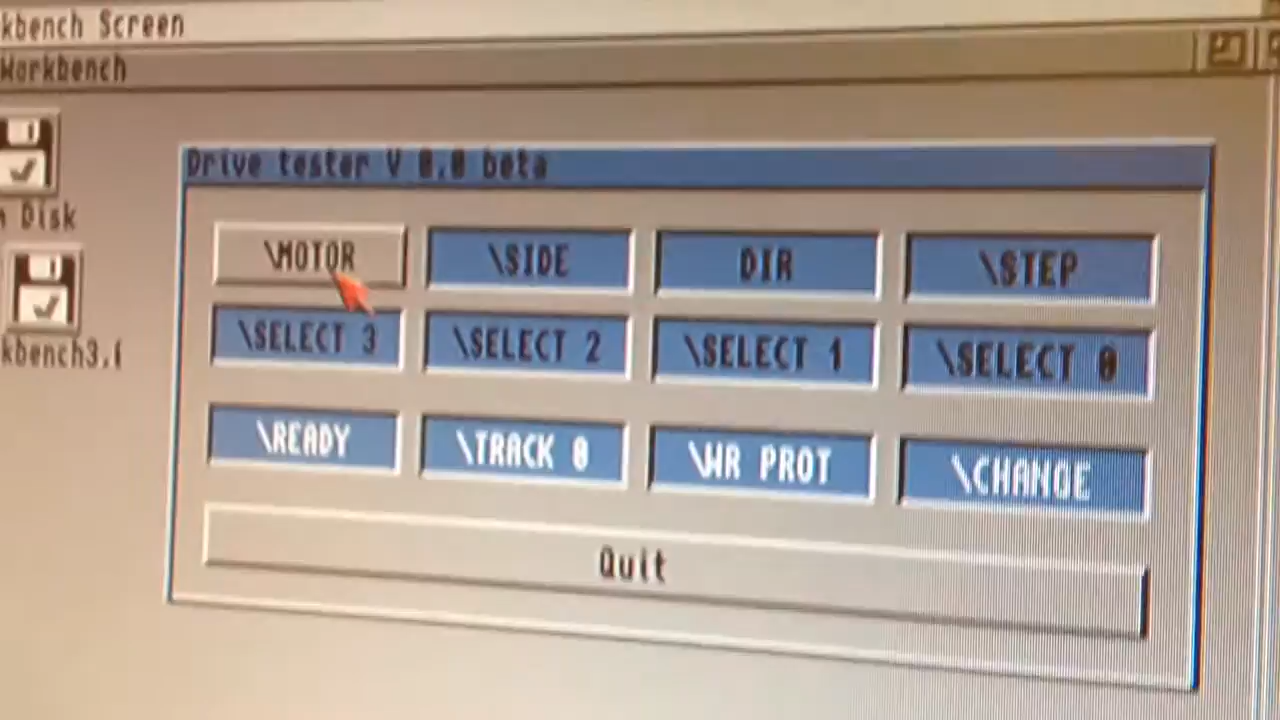 kbench Screen
Workbench
Drive tester V 0.0 beta
\MOTOR
\SIDE
DIR
\STEP
Disk
\SELECT 3
\SELECT 2
\SELECT 1
\SELECT 0
kbench3.1
\READY
\TRACK 0
\WR PROT
\CHANGE
Quit